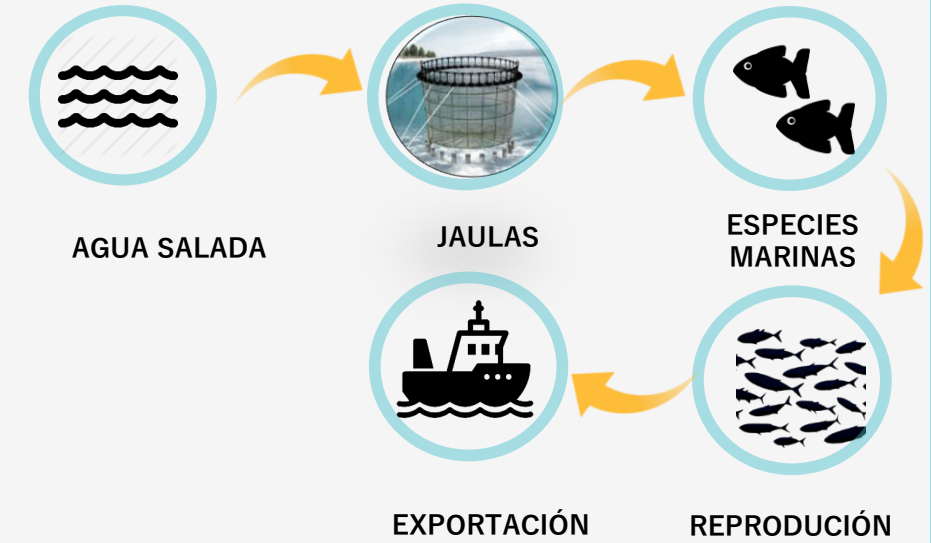 AGUA SALADA
JAULAS
ESPECIES
MARINAS
EXPORTACIÓN
REPRODUCIÓN